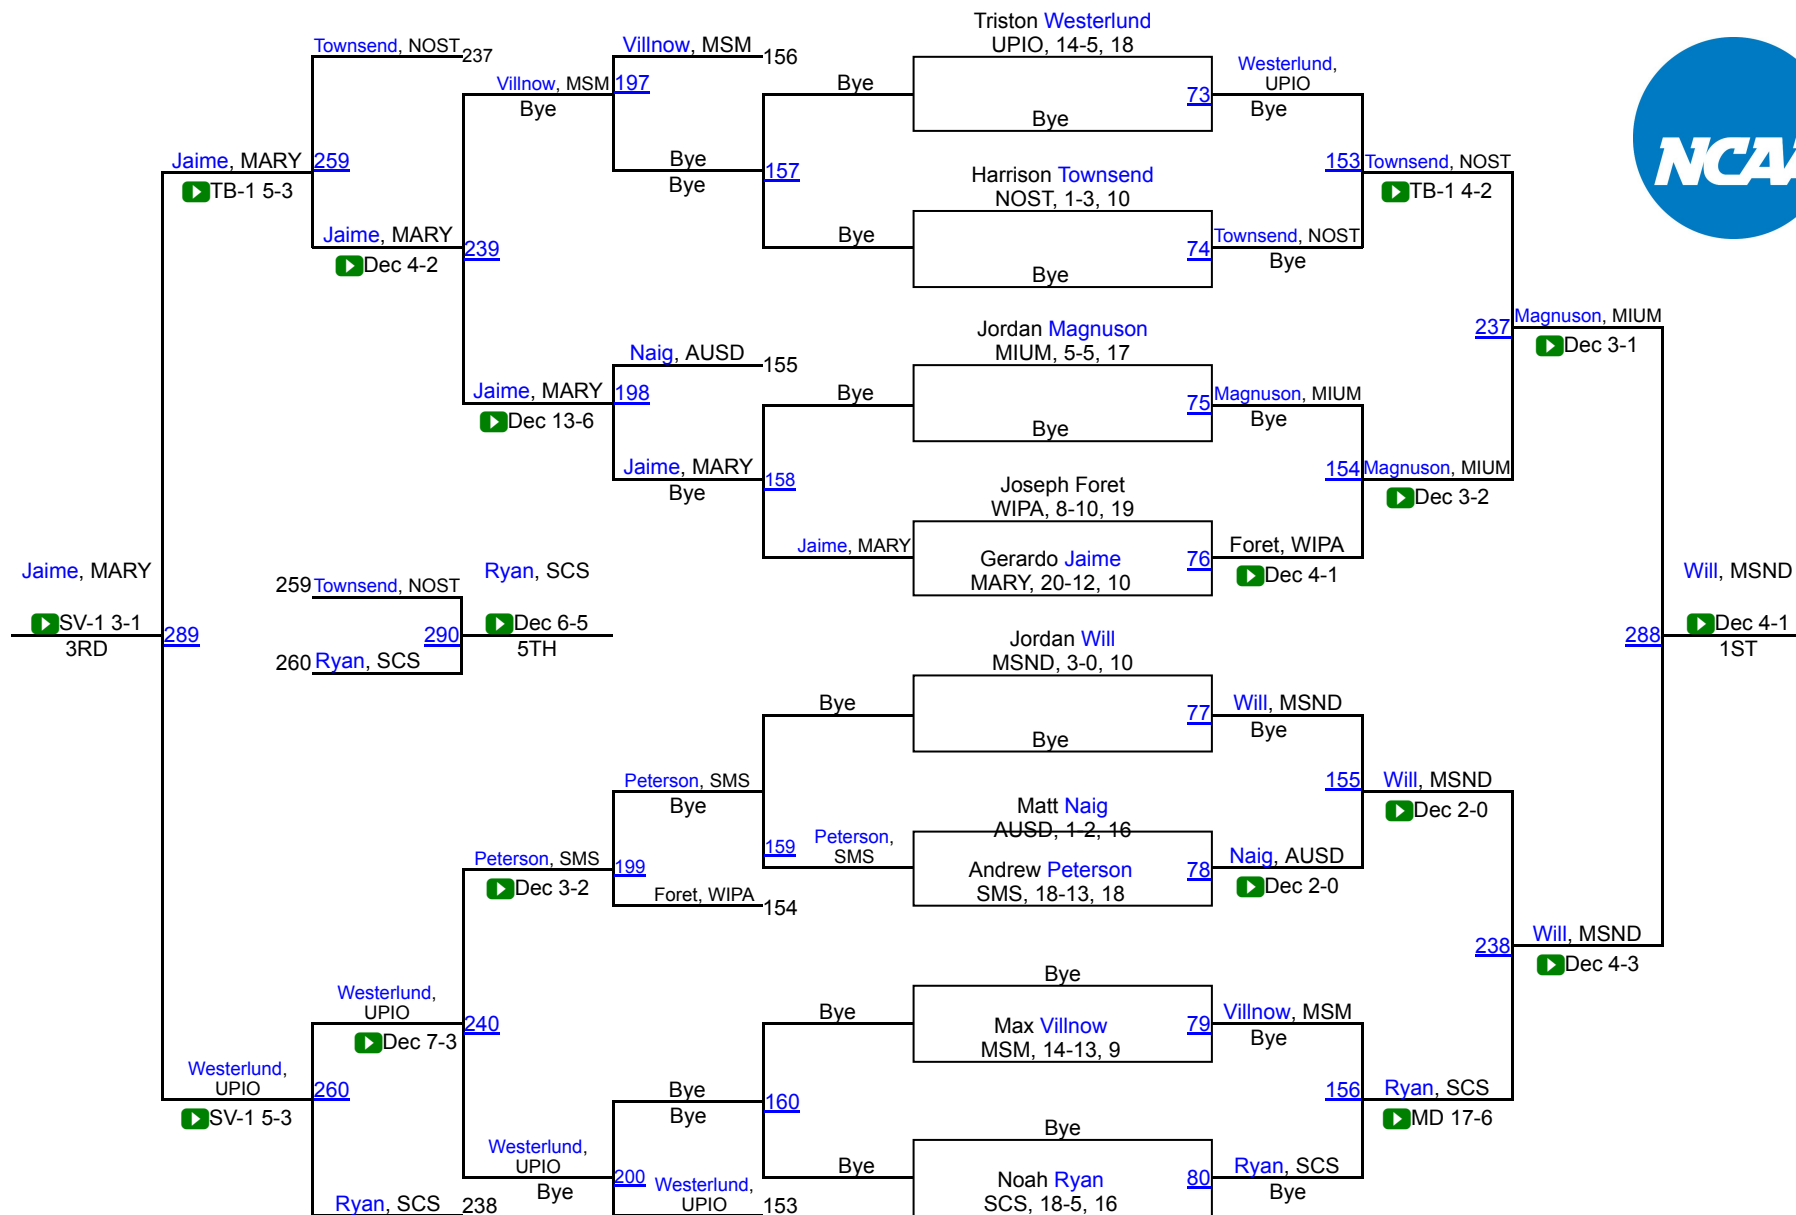 Triston Westerlund
UPIO, 14-5, 18
Townsend, NOST
237
Villnow, MSM
156
Westerlund,
UPIO
Bye
Villnow, MSM
Bye
197
Bye
73
Bye
NCAA
Jaime, MARY
259
TB-1 5-3
Bye
Bye
157
Harrison Townsend
NOST, 1-3, 10
153
Townsend, NOST
TB-1 4-2
Jaime, MARY
239
Dec 4-2
Bye
Bye
74
Townsend, NOST
Bye
Jordan Magnuson
MIUM, 5-5, 17
237
Magnuson, MIUM
Dec 3-1
Naig, AUSD
155
Jaime, MARY
198
Dec 13-6
Bye
Bye
75
Magnuson, MIUM
Bye
Jaime, MARY
Bye
158
Joseph Foret
WIPA, 8-10, 19
154
Magnuson, MIUM
Dec 3-2
Jaime, MARY
Gerardo Jaime
MARY, 20-12, 10
76
Foret, WIPA
Dec 4-1
Jaime, MARY
SV-1 3-1
3RD
289
259
Townsend, NOST
260
Ryan, SCS
290
Ryan, SCS
Dec 6-5
5TH
Will, MSND
288
Dec 4-1
1ST
Jordan Will
MSND, 3-0, 10
Bye
Bye
77
Will, MSND
Bye
Peterson, SMS
Bye
159
Matt Naig
AUSD, 1-2, 16
155
Will, MSND
Dec 2-0
Peterson, SMS
199
Dec 3-2
Peterson,
SMS
Andrew Peterson
SMS, 18-13, 18
78
Naig, AUSD
Dec 2-0
Foret, WIPA
154
238
Will, MSND
Dec 4-3
Bye
Westerlund,
UPIO
240
Dec 7-3
Bye
Max Villnow
MSM, 14-13, 9
79
Villnow, MSM
Bye
Westerlund,
UPIO
260
SV-1 5-3
Bye
Bye
160
156
Ryan, SCS
MD 17-6
Bye
Westerlund,
UPIO
Bye
200
Westerlund,
UPIO
153
Bye
Noah Ryan
SCS, 18-5, 16
80
Ryan, SCS
Bye
Ryan, SCS
238